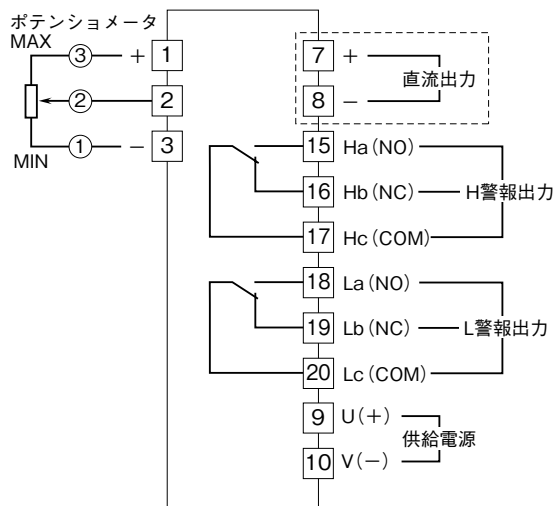 ポテンショメータ
MAX
③ + 1
② 2
① − 3
MIN
7 +
8 −
直流出力
15 Ha(NO)
16 Hb(NC)
H警報出力
17 Hc(COM)
18 La(NO)
19 Lb(NC)
L警報出力
20 Lc(COM)
9 U(+)
供給電源
10 V(−)